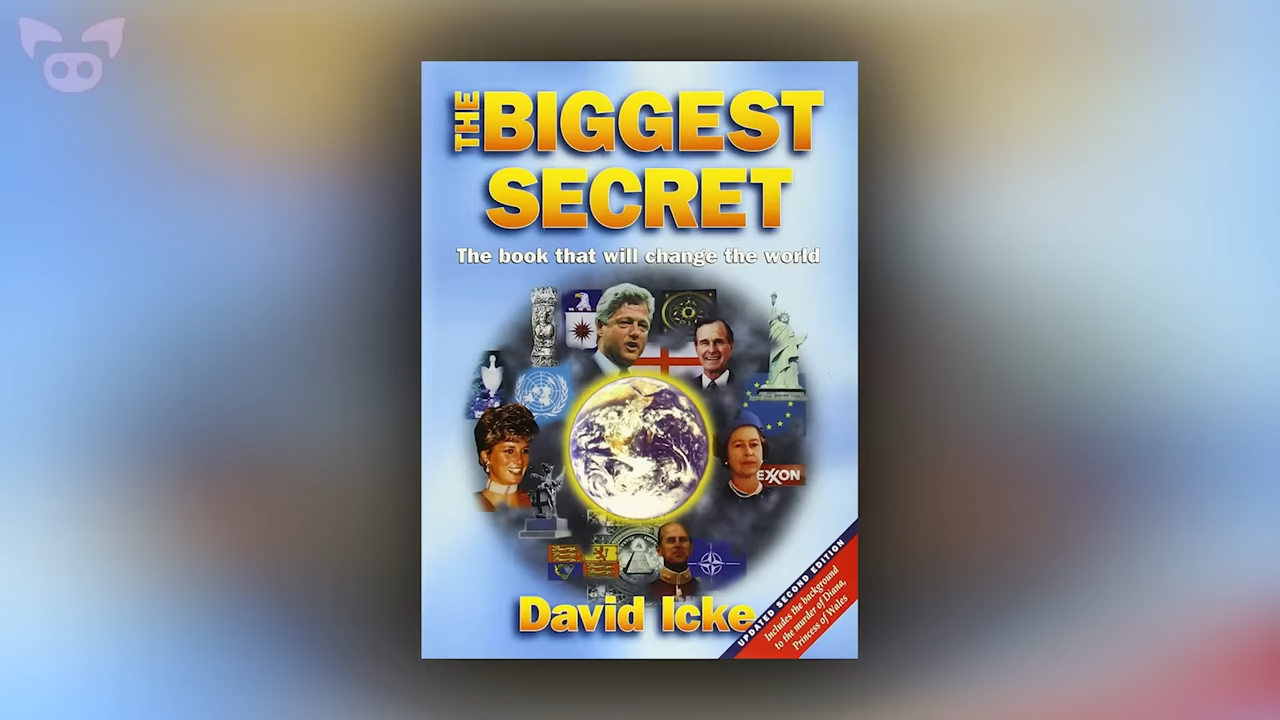 THE BIGGEST
SECRET
The book that will change the world
EXXON
David Icke
UPDATED SECOND EDITION
Includes the background
to the murder of Diana,
Princess of Wales